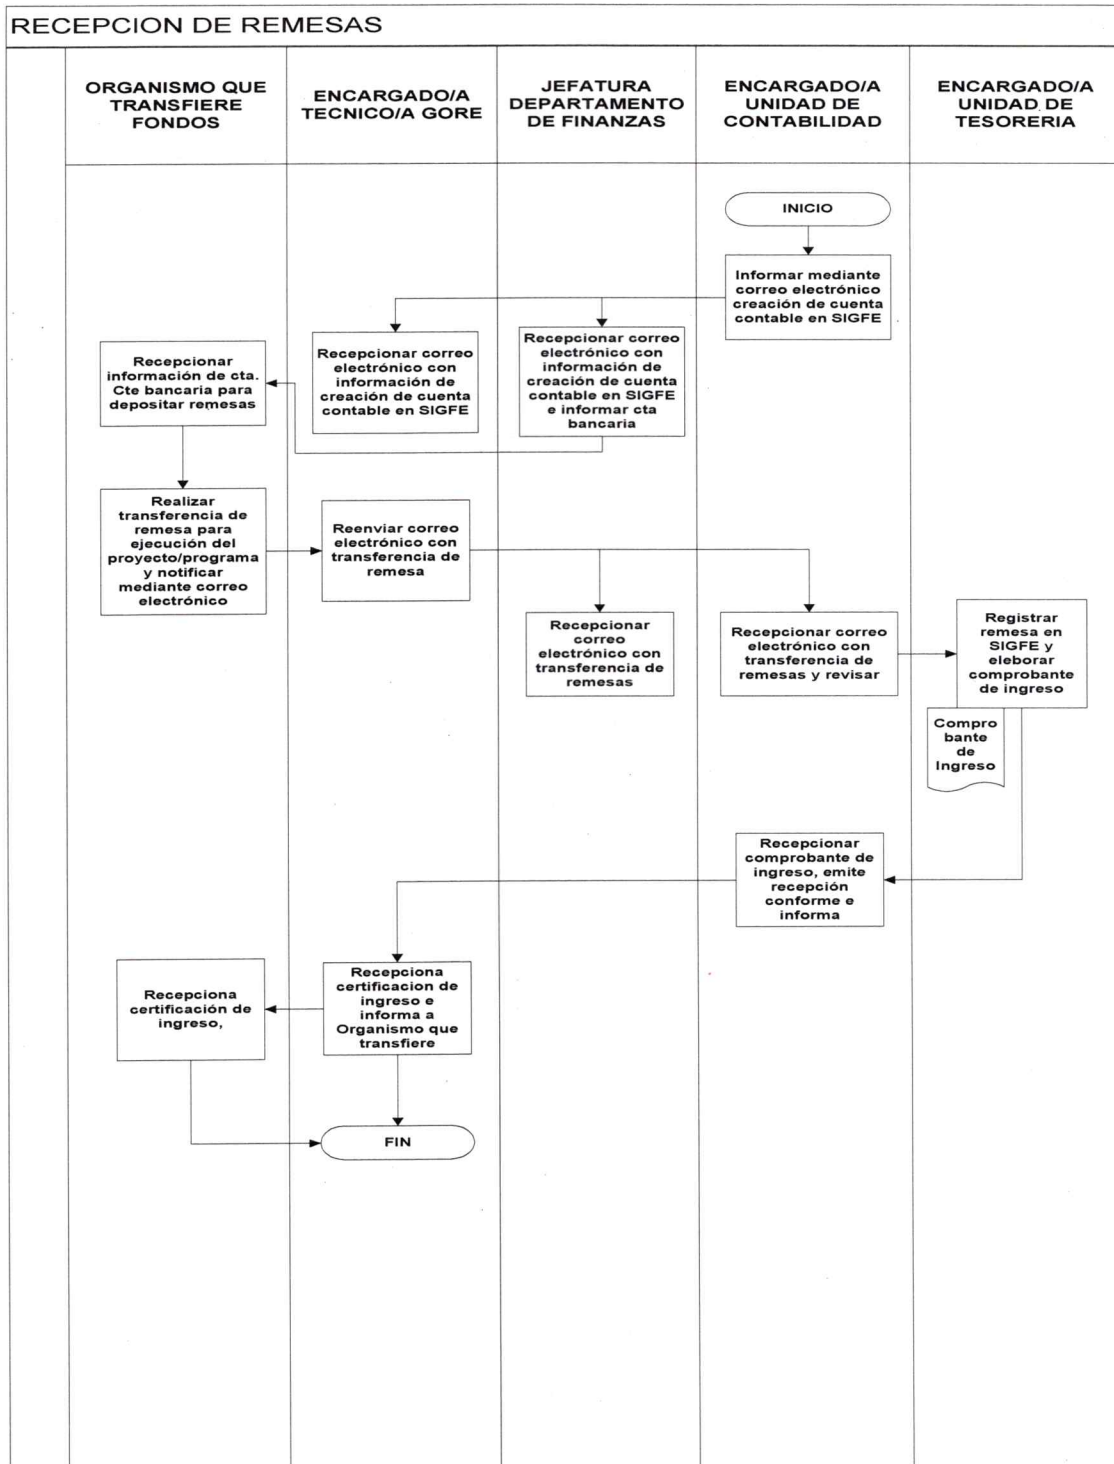 RECEPCION DE REMESAS
ORGANISMO QUE
TRANSFIERE
FONDOS
ENCARGADO/A
TECNICO/A GORE
JEFATURA
DEPARTAMENTO
DE FINANZAS
ENCARGADO/A
UNIDAD DE
CONTABILIDAD
ENCARGADO/A
UNIDAD DE
TESORERIA
INICIO
Informar mediante
correo electrónico
creación de cuenta
contable en SIGFE
Recepcionar correo
electrónico con
información de
creación de cuenta
contable en SIGFE
e informar cta
bancaria
Recepcionar correo
electrónico con
información de
creación de cuenta
contable en SIGFE
Recepcionar
información de cta.
Cte bancaria para
depositar remesas
Realizar
transferencia de
remesa para
ejecución del
proyecto/programa
y notificar
mediante correo
electrónico
Reenviar correo
electrónico con
transferencia de
remesa
Recepcionar
correo
electrónico con
transferencia de
remesas
Recepcionar correo
electrónico con
transferencia de
remesas y revisar
Registrar
remesa en
SIGFE y
eleborar
comprobante
de ingreso
Compro
bante
de
Ingreso
Recepcionar
comprobante de
ingreso, emite
recepción
conforme e
informa
Recepciona
certificacion de
ingreso e
informa a
Organismo que
transfiere
Recepciona
certificación de
ingreso,
FIN